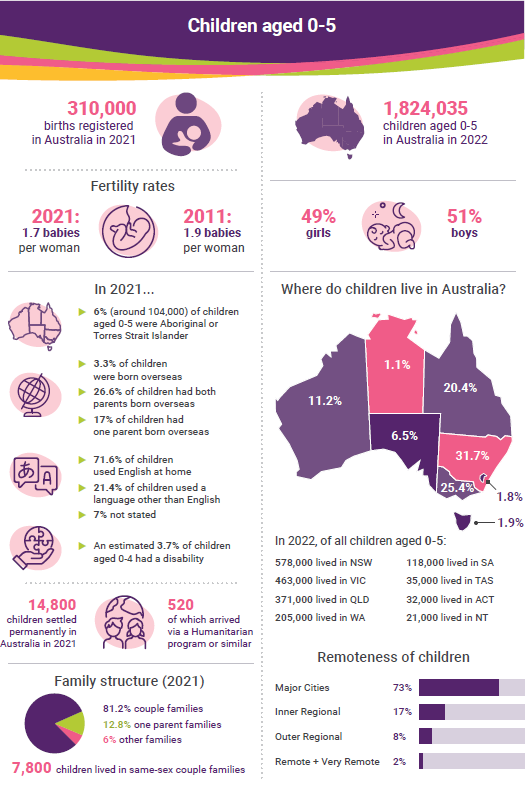 Children aged 0-5
310,000
births registered
in Australia in 2021
1,824,035
children aged 0-5
in Australia in 2022
Fertility rates
2021:
1.7 babies
per woman
2011:
1.9 babies
per woman
49%
girls
51%
boys
In 2021...
6% (around 104,000) of children
aged 0-5 were Aboriginal or
Torres Strait Islander
3.3% of children
were born overseas
26.6% of children had both
parents born overseas
17% of children had
one parent born overseas
71.6% of children
used English at home
21.4% of children used a
language other than English
7% not stated
An estimated 3.7% of children
aged 0-4 had a disability
あ
A
14,800
children settled
permanently in
Australia in 2021
520
of which arrived
via a Humanitarian
program or similar
Family structure (2021)
81.2% couple families
12.8% one parent families
6% other families
7,800 children lived in same-sex couple families
Where do children live in Australia?
11.2%
1.1%
20.4%
6.5%
31.7%
25.4%
1.8%
1.9%
In 2022, of all children aged 0-5:
578,000 lived in NSW
463,000 lived in VIC
371,000 lived in QLD
205,000 lived in WA
118,000 lived in SA
35,000 lived in TAS
32,000 lived in ACT
21,000 lived in NT
Remoteness of children
Major Cities 73%
Inner Regional 17%
Outer Regional 8%
Remote + Very Remote 2%